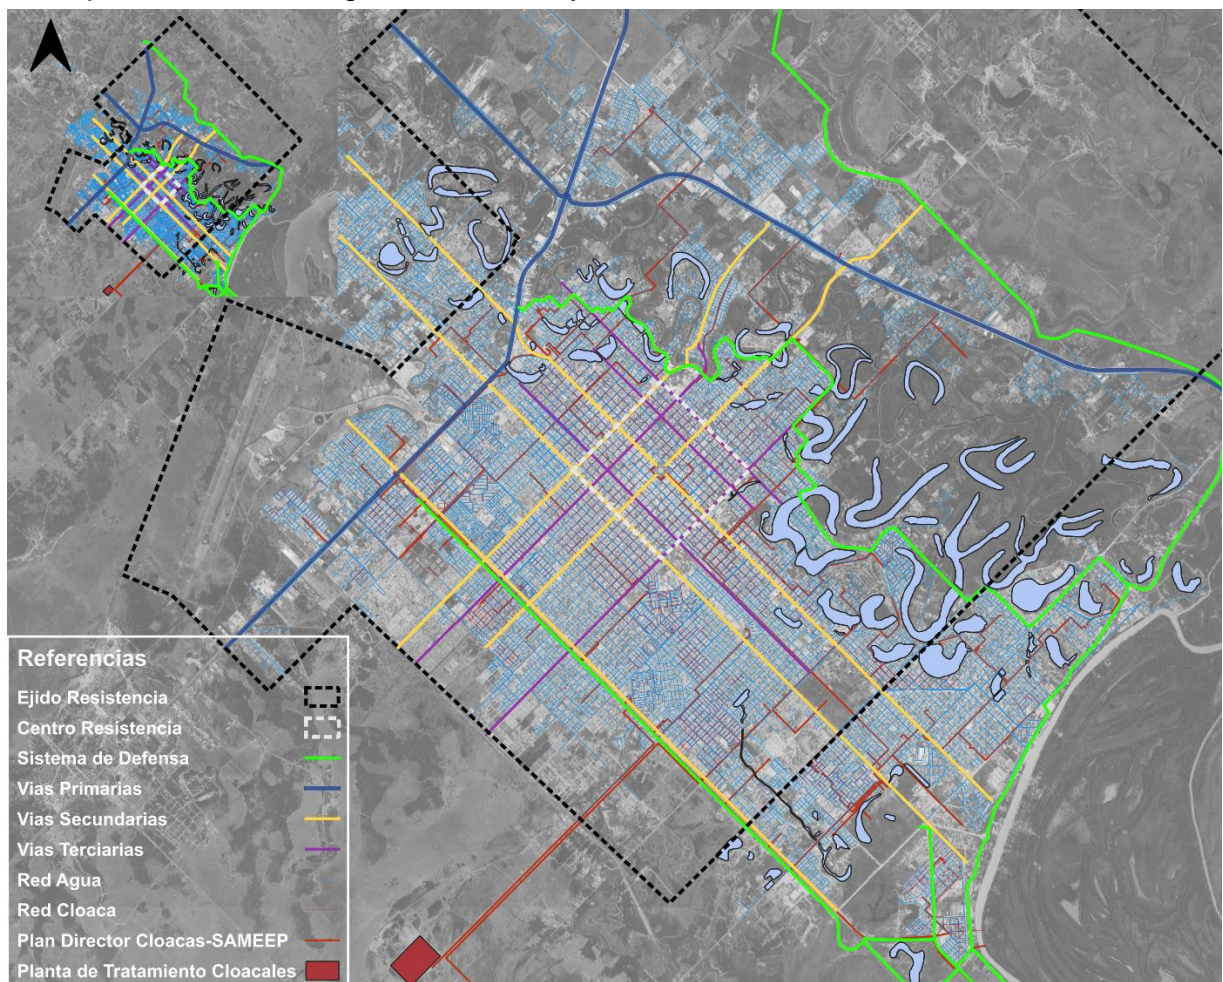 Referencias
Ejido Resistencia
Centro Resistencia
Sistema de Defensa
Vias Primarias
Vias Secundarias
Vias Terciarias
Red Agua
Red Cloaca
Plan Director Cloacas-SAMEEP
Planta de Tratamiento Cloacales